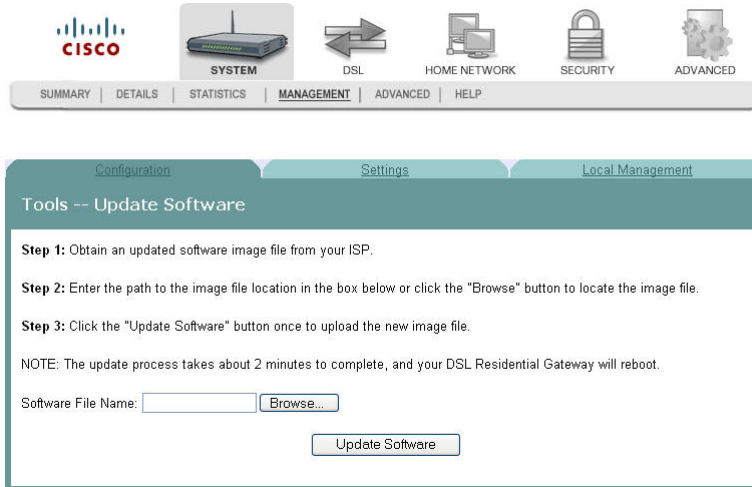 CISCO
SYSTEM
DSL
HOME NETWORK
SECURITY
ADVANCED
SUMMARY | DETAILS | STATISTICS | MANAGEMENT | ADVANCED | HELP
Configuration
Settings
Local Management
Tools -- Update Software
Step 1: Obtain an updated software image file from your ISP.
Step 2: Enter the path to the image file location in the box below or click the "Browse" button to locate the image file.
Step 3: Click the "Update Software" button once to upload the new image file.
NOTE: The update process takes about 2 minutes to complete, and your DSL Residential Gateway will reboot.
Software File Name: Browse...
Update Software